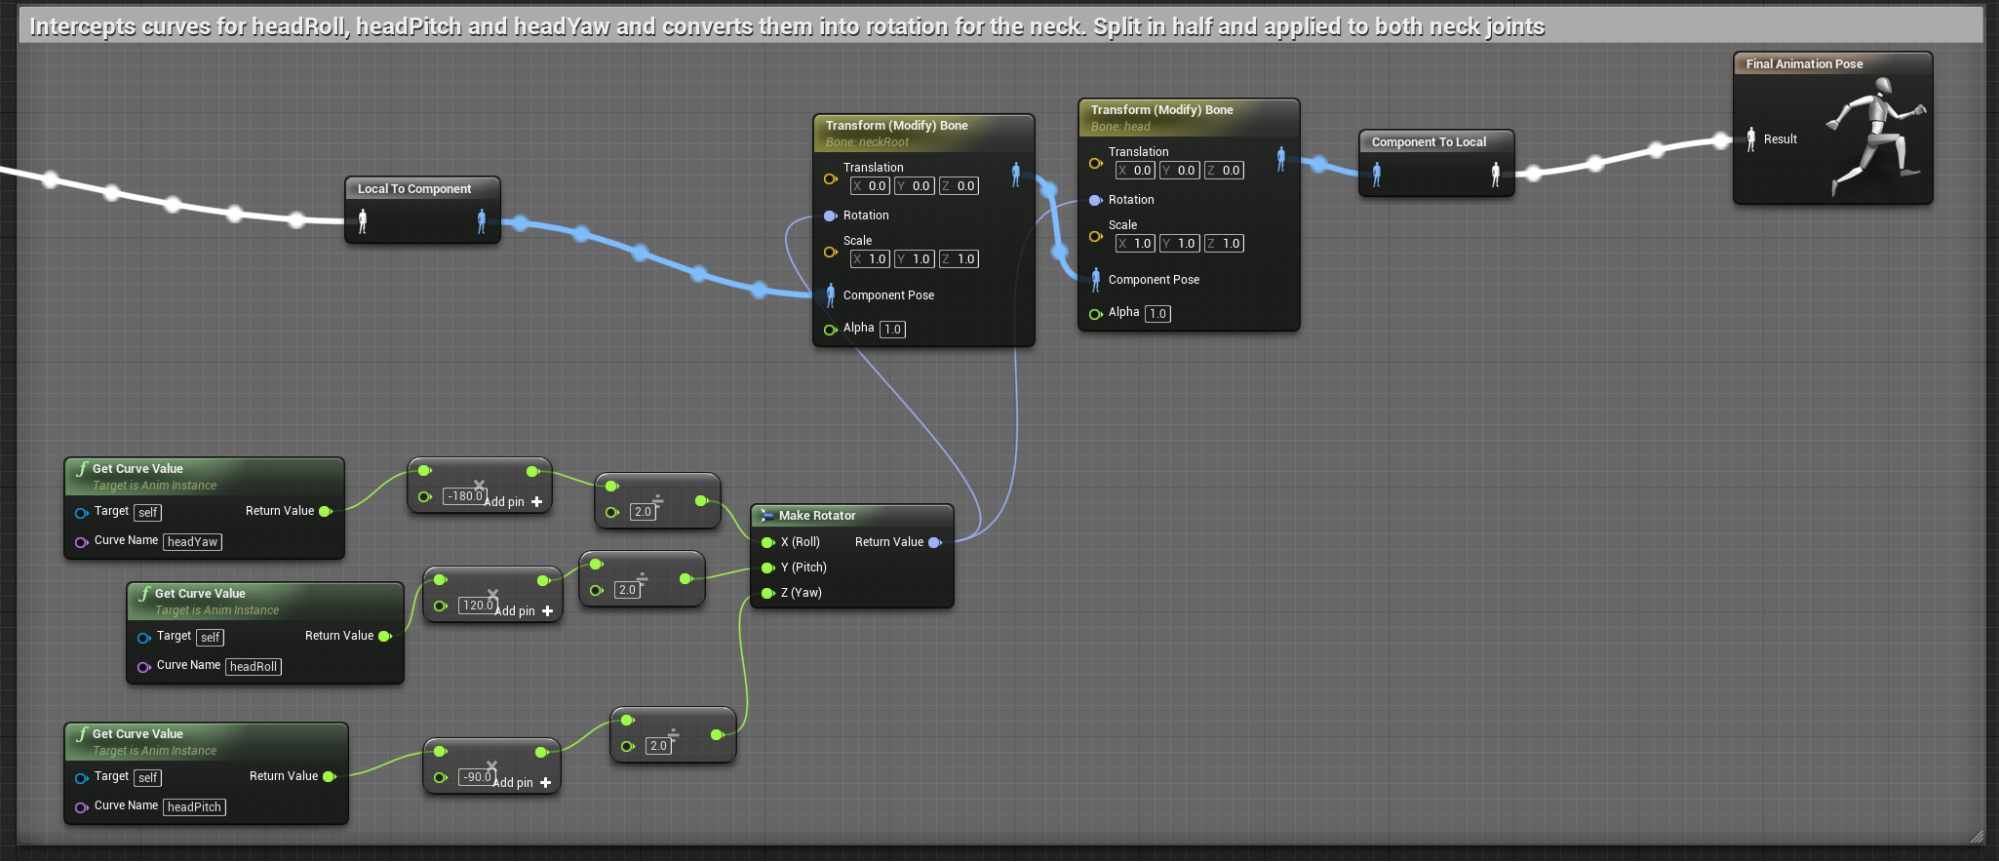 Intercepts curves for headRoll, headPitch and headYaw and converts them into rotation for the neck. Split in half and applied to both neck joints
Final Animation Pose
Result
Transform (Modify) Bone
Bone: head
Translation
X 0.0 Y 0.0 Z 0.0
Rotation
Scale
X 1.0 Y 1.0 Z 1.0
Component Pose
Alpha 1.0
Transform (Modify) Bone
Bone: neckRoot
Translation
X 0.0 Y 0.0 Z 0.0
Rotation
Scale
X 1.0 Y 1.0 Z 1.0
Component Pose
Alpha 1.0
Component To Local
Local To Component
f Get Curve Value
Target is Anim Instance
Target self Return Value
Curve Name headYaw
-180.0 × Add pin +
÷
2.0
Make Rotator
X (Roll) Return Value
Y (Pitch)
Z (Yaw)
f Get Curve Value
Target is Anim Instance
Target self Return Value
Curve Name headRoll
120.0 × Add pin +
÷
2.0
f Get Curve Value
Target is Anim Instance
Target self Return Value
Curve Name headPitch
-90.0 × Add pin +
÷
2.0